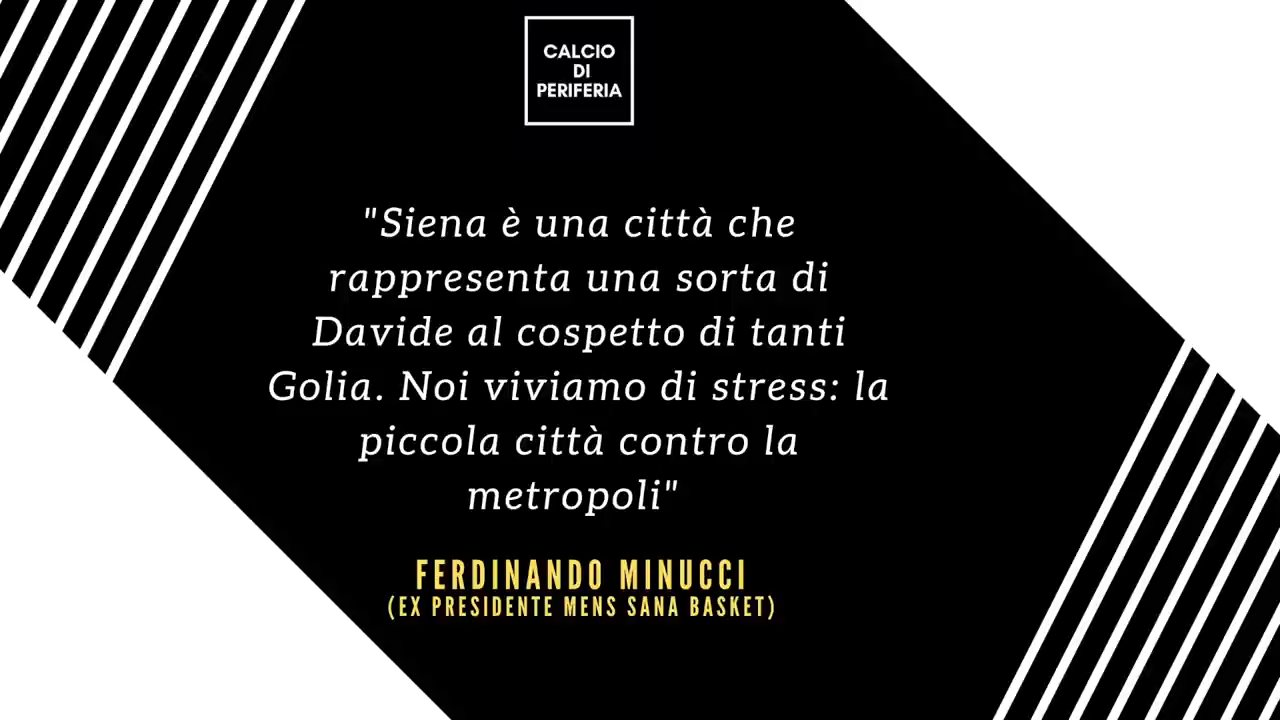 CALCIO
DI
PERIFERIA
"Siena è una città che
rappresenta una sorta di
Davide al cospetto di tanti
Golia. Noi viviamo di stress: la
piccola città contro la
metropoli"
FERDINANDO MINUCCI
(EX PRESIDENTE MENS SANA BASKET)